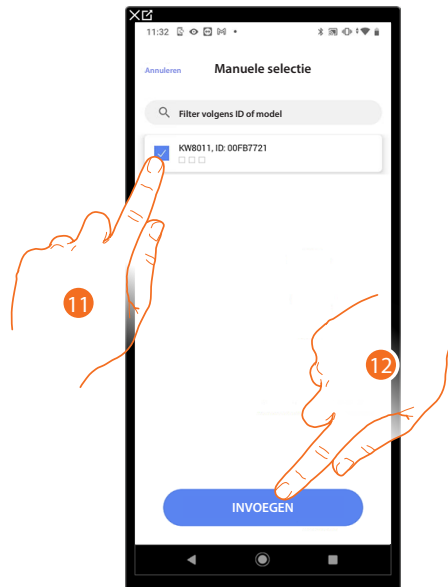 11:32
Annuleren Manuele selectie
Filter volgens ID of model
KW8011, ID: 00FB7721
11
12
INVOEGEN